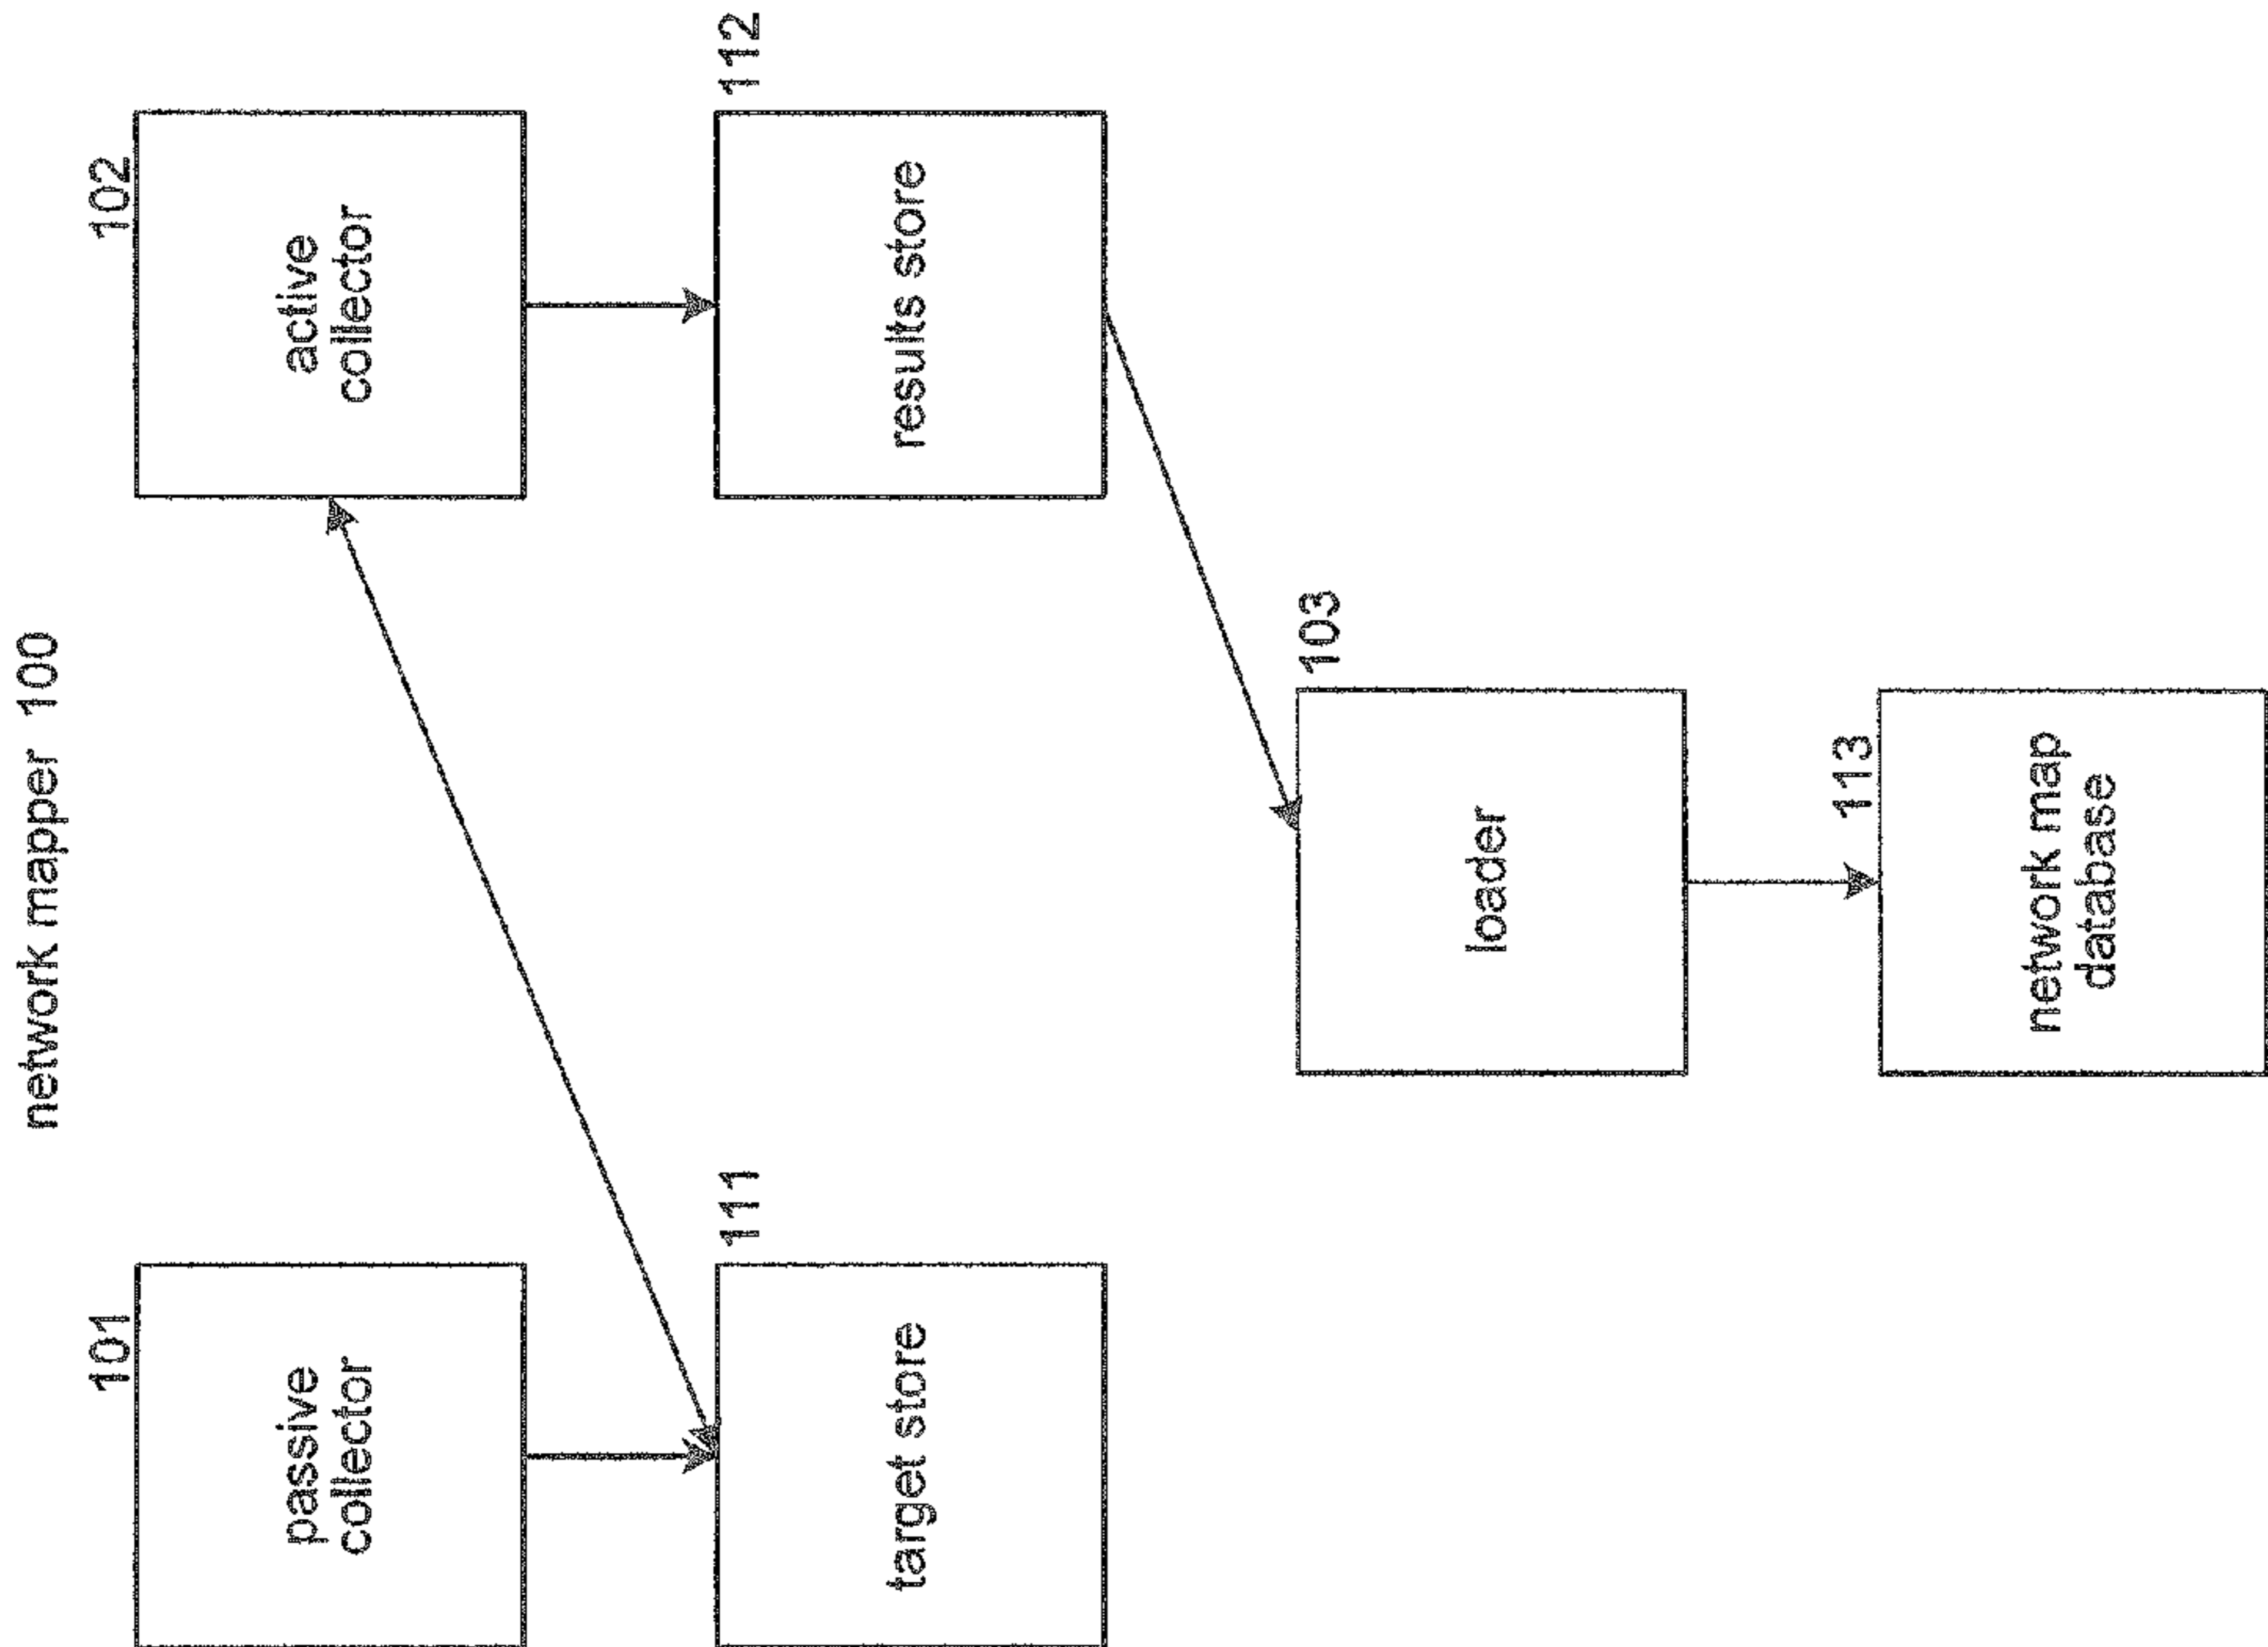 network mapper 100
101
passive
collector
102
active
collector
111
target store
112
results store
103
loader
113
network map
database